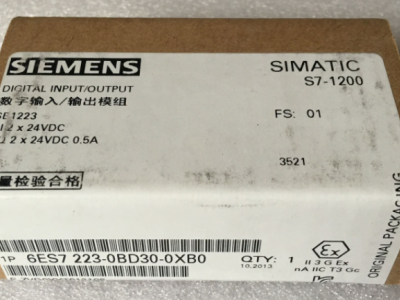 SIEMENS
SIMATIC
S7-1200
DIGITAL INPUT/OUTPUT
数字输入/输出模组
1223
FS: 01
2 x 24VDC
2 x 24VDC 0.5A
3521
量检验合格
1P 6ES7 223-0BD30-0XB0
QTY: 1
10.2013
Ex
II 3 G Ex
nA IIC T3 Gc
ORIGINAL PACKAGING